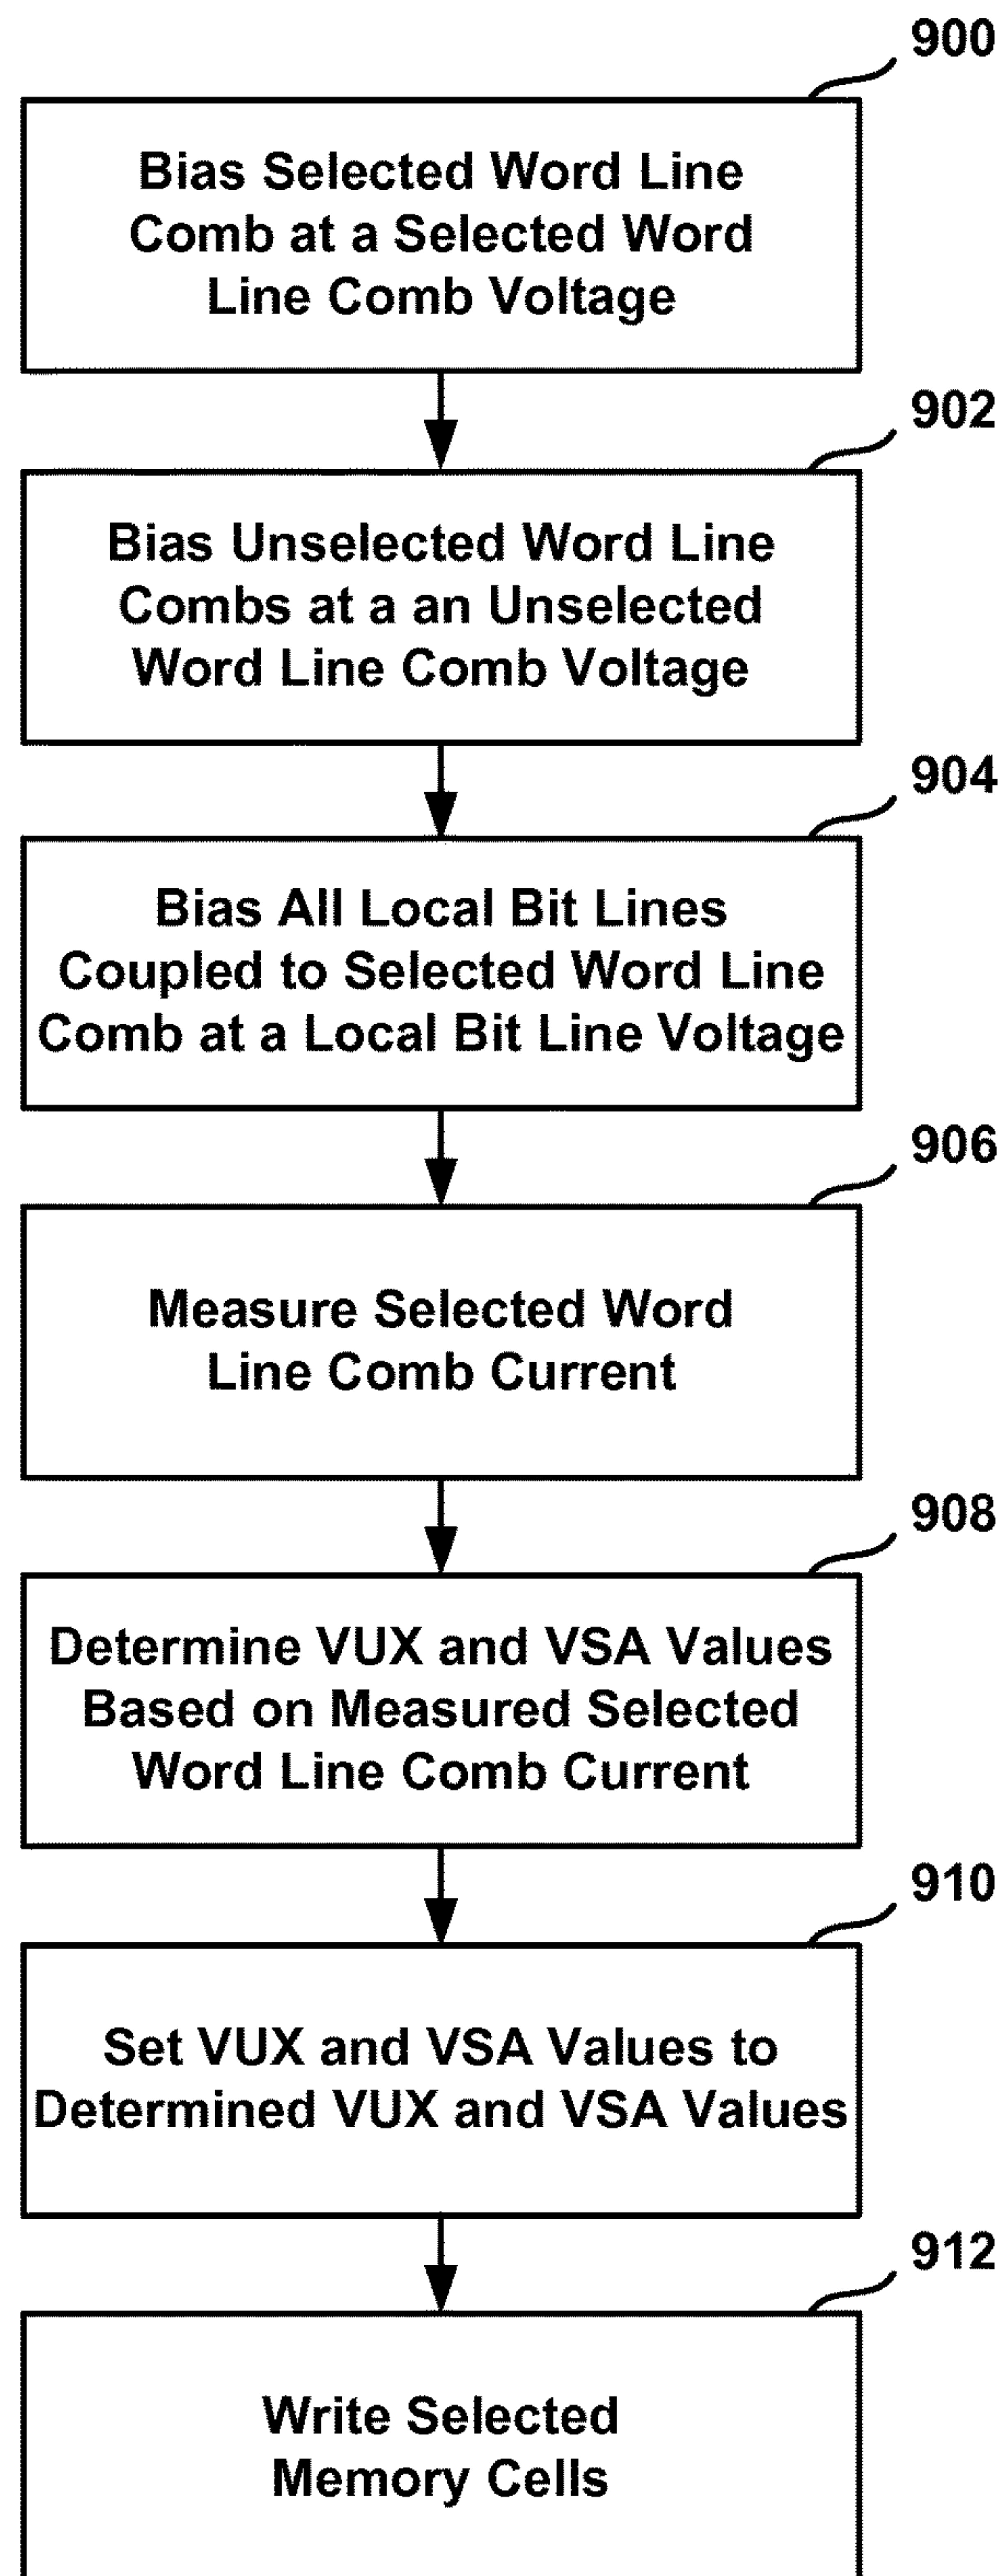 900
Bias Selected Word Line
Comb at a Selected Word
Line Comb Voltage
902
Bias Unselected Word Line
Combs at a an Unselected
Word Line Comb Voltage
904
Bias All Local Bit Lines
Coupled to Selected Word Line
Comb at a Local Bit Line Voltage
906
Measure Selected Word
Line Comb Current
908
Determine VUX and VSA Values
Based on Measured Selected
Word Line Comb Current
910
Set VUX and VSA Values to
Determined VUX and VSA Values
912
Write Selected
Memory Cells